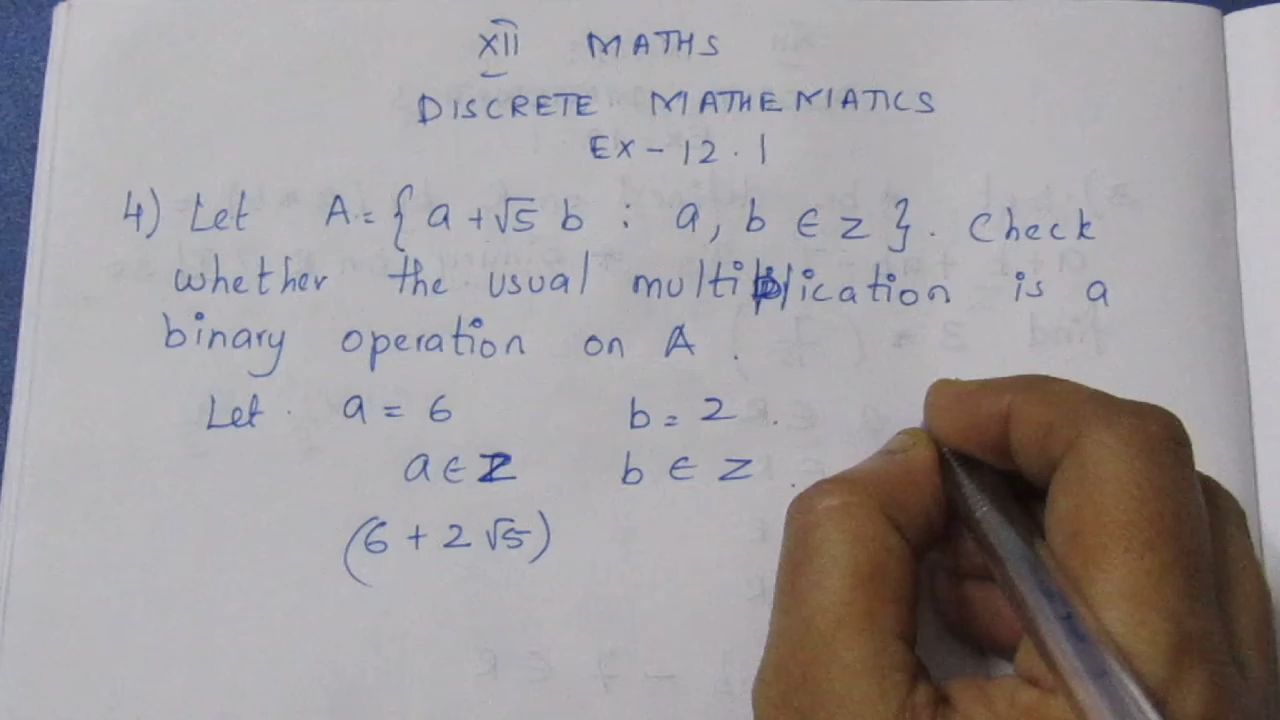 XII MATHS
DISCRETE MATHEMATICS
EX - 12.1
4) Let A = { a + √5 b : a, b ∈ z }. Check
whether the usual multiplication is a
binary operation on A.
Let a = 6 b = 2.
a ∈ Z b ∈ z.
(6 + 2 √5)